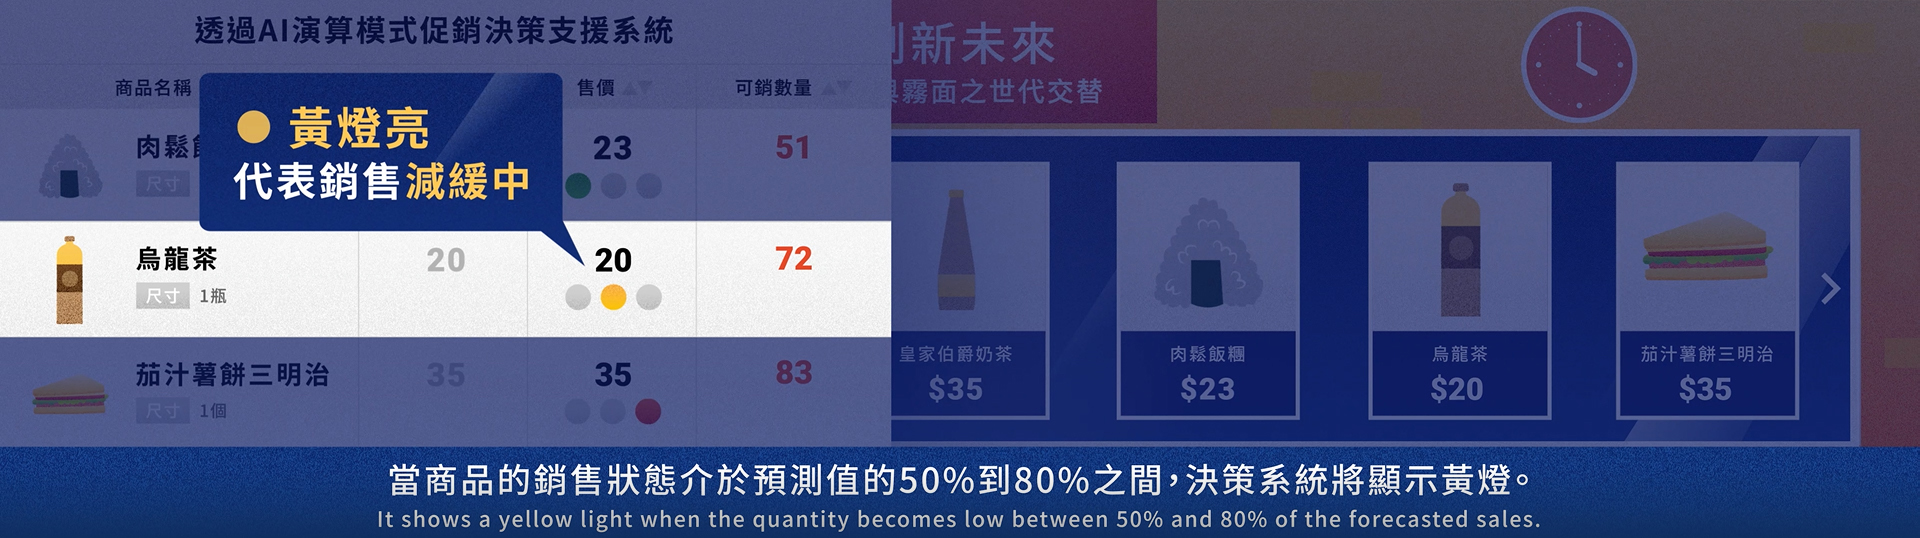 透過AI演算模式促銷決策支援系統
商品名稱
售價
可銷數量
黃燈亮
代表銷售減緩中
肉鬆
尺寸
23
51
烏龍茶
尺寸 1瓶
20
20
72
茄汁薯餅三明治
尺寸 1個
35
35
83
新未來
霧面之世代交替
皇家伯爵奶茶
$35
肉鬆飯糰
$23
烏龍茶
$20
茄汁薯餅三明治
$35
當商品的銷售狀態介於預測值的50%到80%之間,決策系統將顯示黃燈。
It shows a yellow light when the quantity becomes low between 50% and 80% of the forecasted sales.